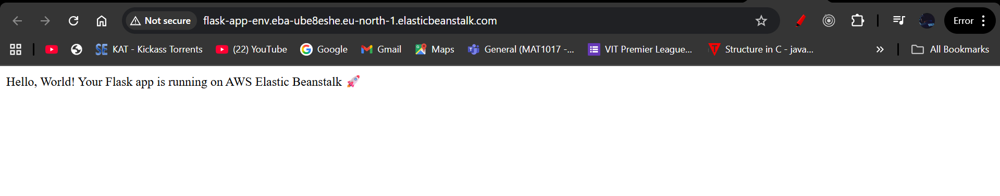 Not secure flask-app-env.eba-ube8eshe.eu-north-1.elasticbeanstalk.com Error
SE KAT - Kickass Torrents (22) YouTube Google Gmail Maps General (MAT1017 -... VIT Premier League... Structure in C - java... » All Bookmarks
Hello, World! Your Flask app is running on AWS Elastic Beanstalk 🚀